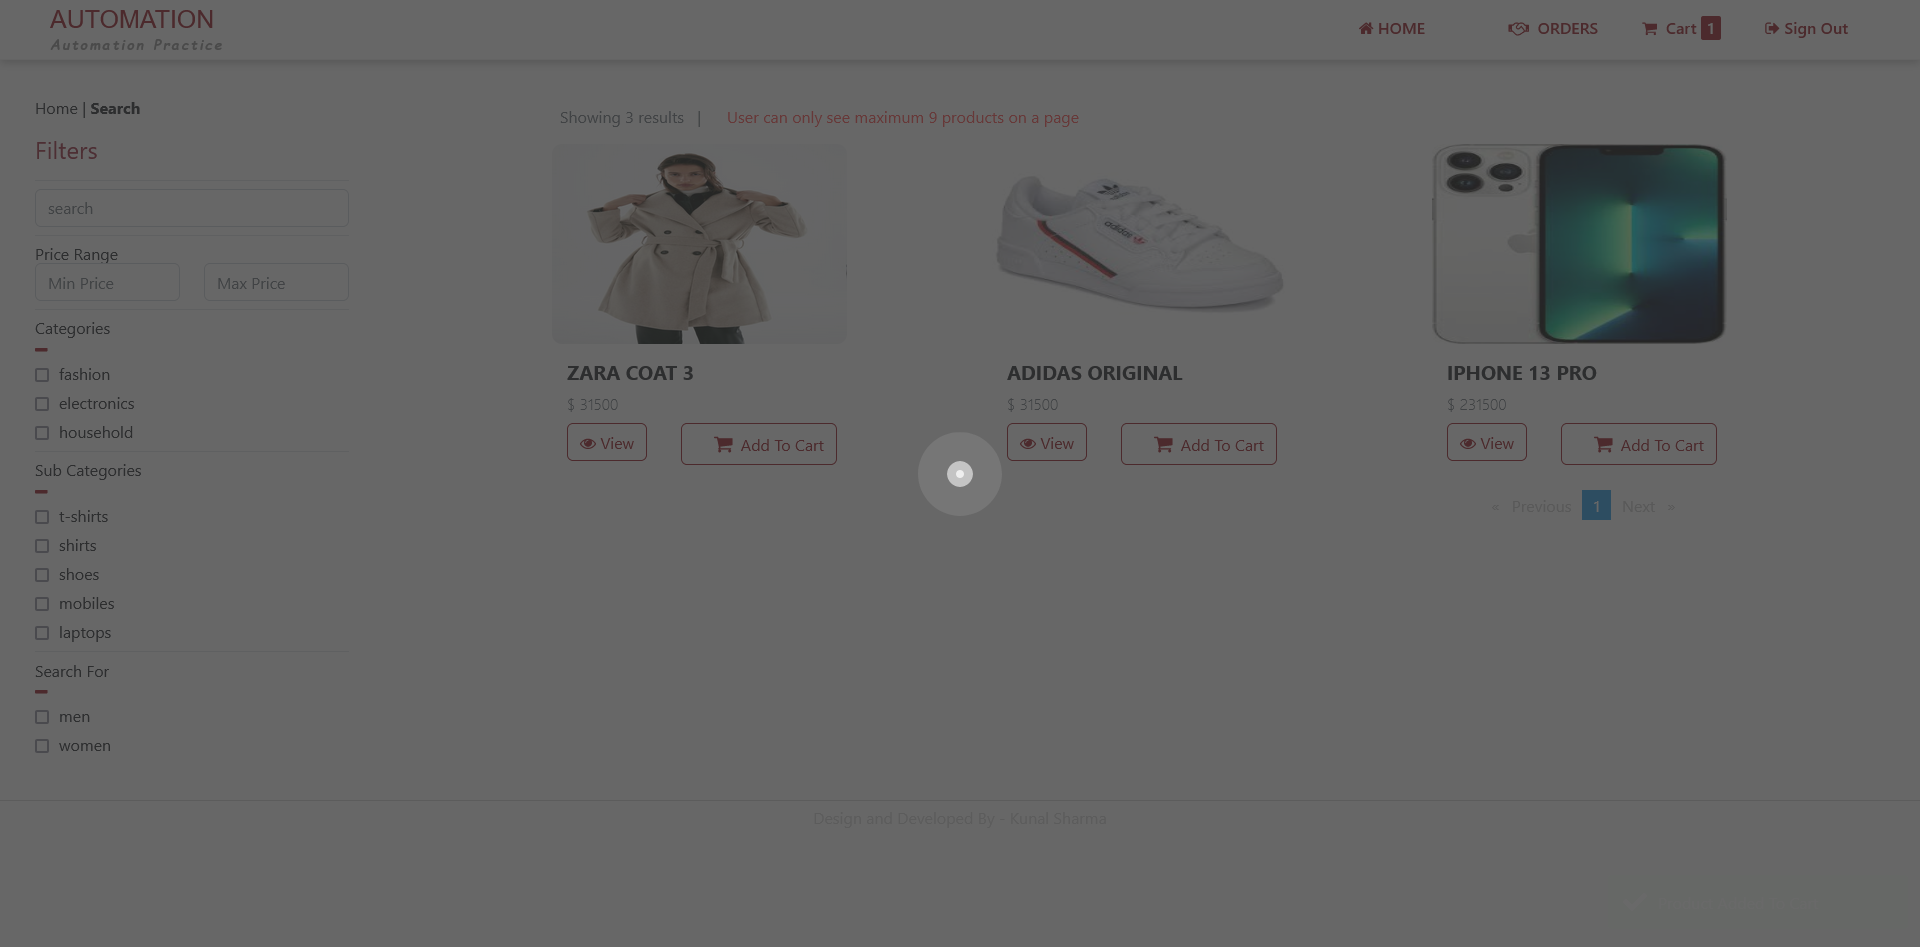 AUTOMATION
Automation Practice
HOME
ORDERS
Cart 1
Sign Out
Home | Search
Showing 3 results |
User can only see maximum 9 products on a page
Filters
search
Price Range
Min Price
Max Price
Categories
fashion
electronics
household
Sub Categories
t-shirts
shirts
shoes
mobiles
laptops
Search For
men
women
adidas
ZARA COAT 3
$ 31500
View
Add To Cart
ADIDAS ORIGINAL
$ 31500
View
Add To Cart
IPHONE 13 PRO
$ 231500
View
Add To Cart
« Previous 1 Next »
Design and Developed By - Kunal Sharma